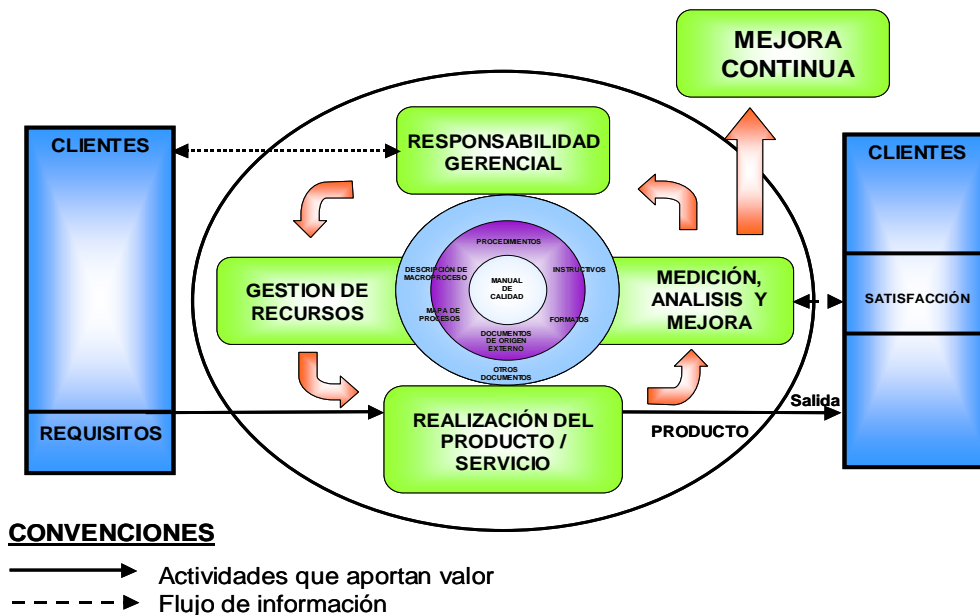 MEJORA
CONTINUA
CLIENTES
RESPONSABILIDAD
GERENCIAL
CLIENTES
PROCEDIMIENTOS
DESCRIPCIÓN DE
MACROPROCESO
INSTRUCTIVOS
MANUAL
DE
CALIDAD
GESTION DE
RECURSOS
MEDICIÓN,
ANALISIS Y
MEJORA
SATISFACCIÓN
MAPA DE
PROCESOS
FORMATOS
DOCUMENTOS
DE ORIGEN
EXTERNO
OTROS
DOCUMENTOS
REQUISITOS
REALIZACIÓN DEL
PRODUCTO /
SERVICIO
Salida
PRODUCTO
CONVENCIONES
Actividades que aportan valor
Flujo de información